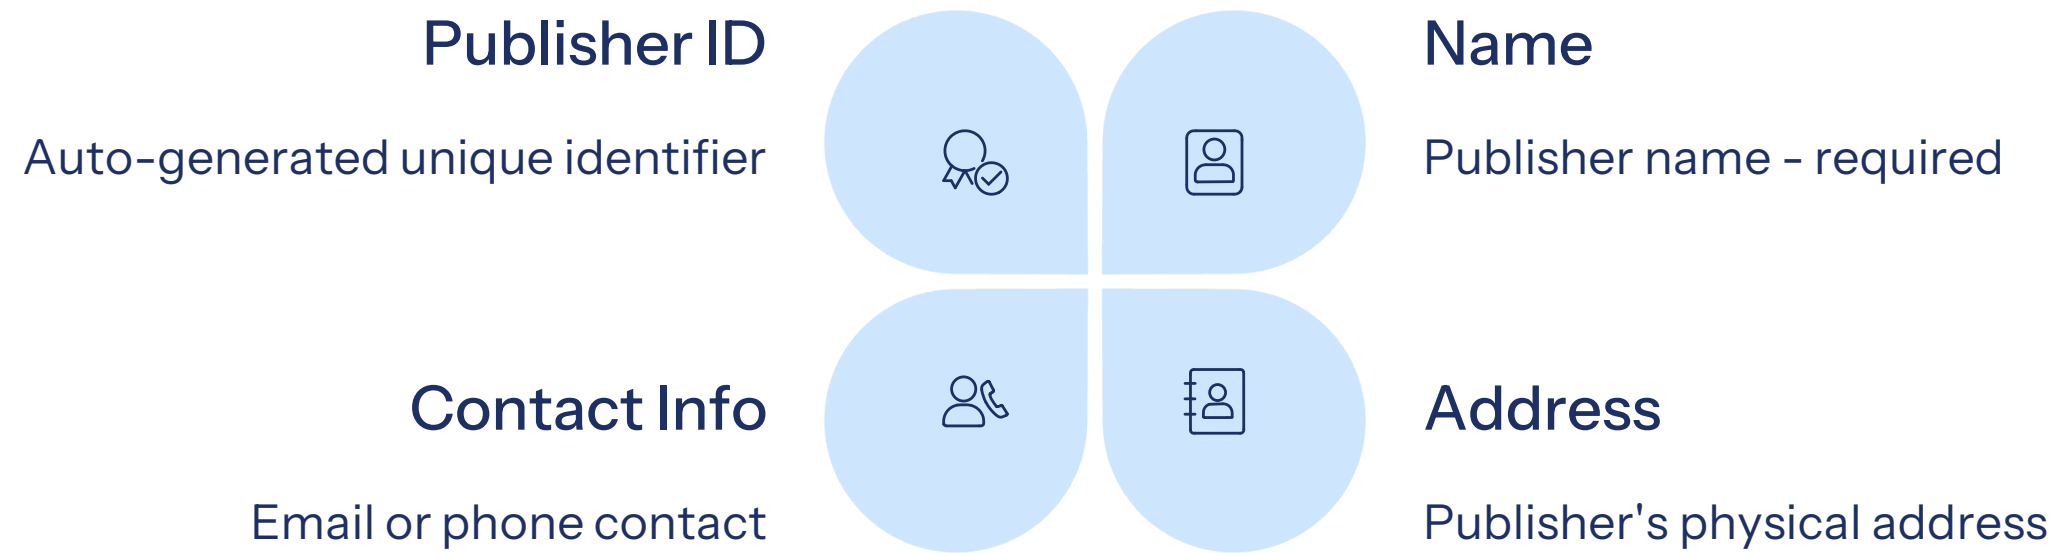 Publisher ID
Auto-generated unique identifier
Name
Publisher name - required
Contact Info
Email or phone contact
Address
Publisher's physical address